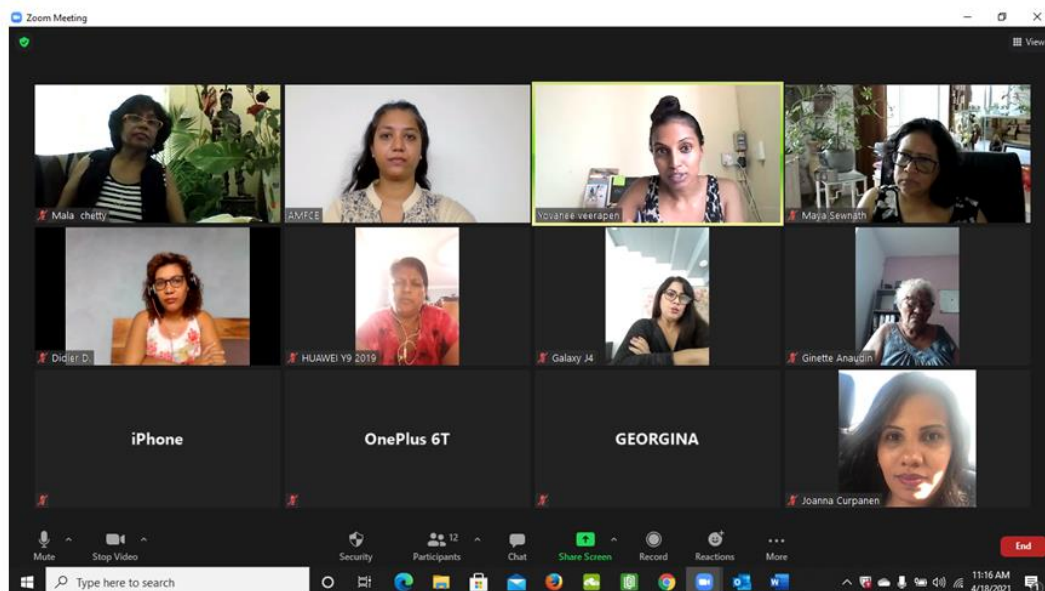 Zoom Meeting
View
Mala chetty
AMFCE
Yovanee veerapen
Maya Sewnath
Didier D.
HUAWEI Y9 2019
Galaxy J4
Ginette Anaudin
iPhone
OnePlus 6T
GEORGINA
Joanna Curpanen
Mute
Stop Video
Security
Participants
12
Chat
Share Screen
Record
Reactions
More
End
Type here to search
11:16 AM
4/18/2021